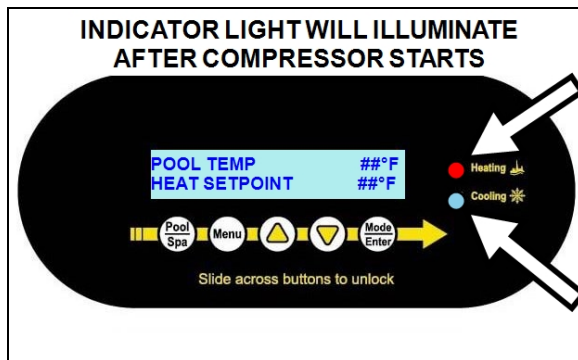 INDICATOR LIGHT WILL ILLUMINATE
AFTER COMPRESSOR STARTS
POOL TEMP ##°F
HEAT SETPOINT ##°F
Heating
Cooling
Pool
Spa
Menu
Mode
Enter
Slide across buttons to unlock